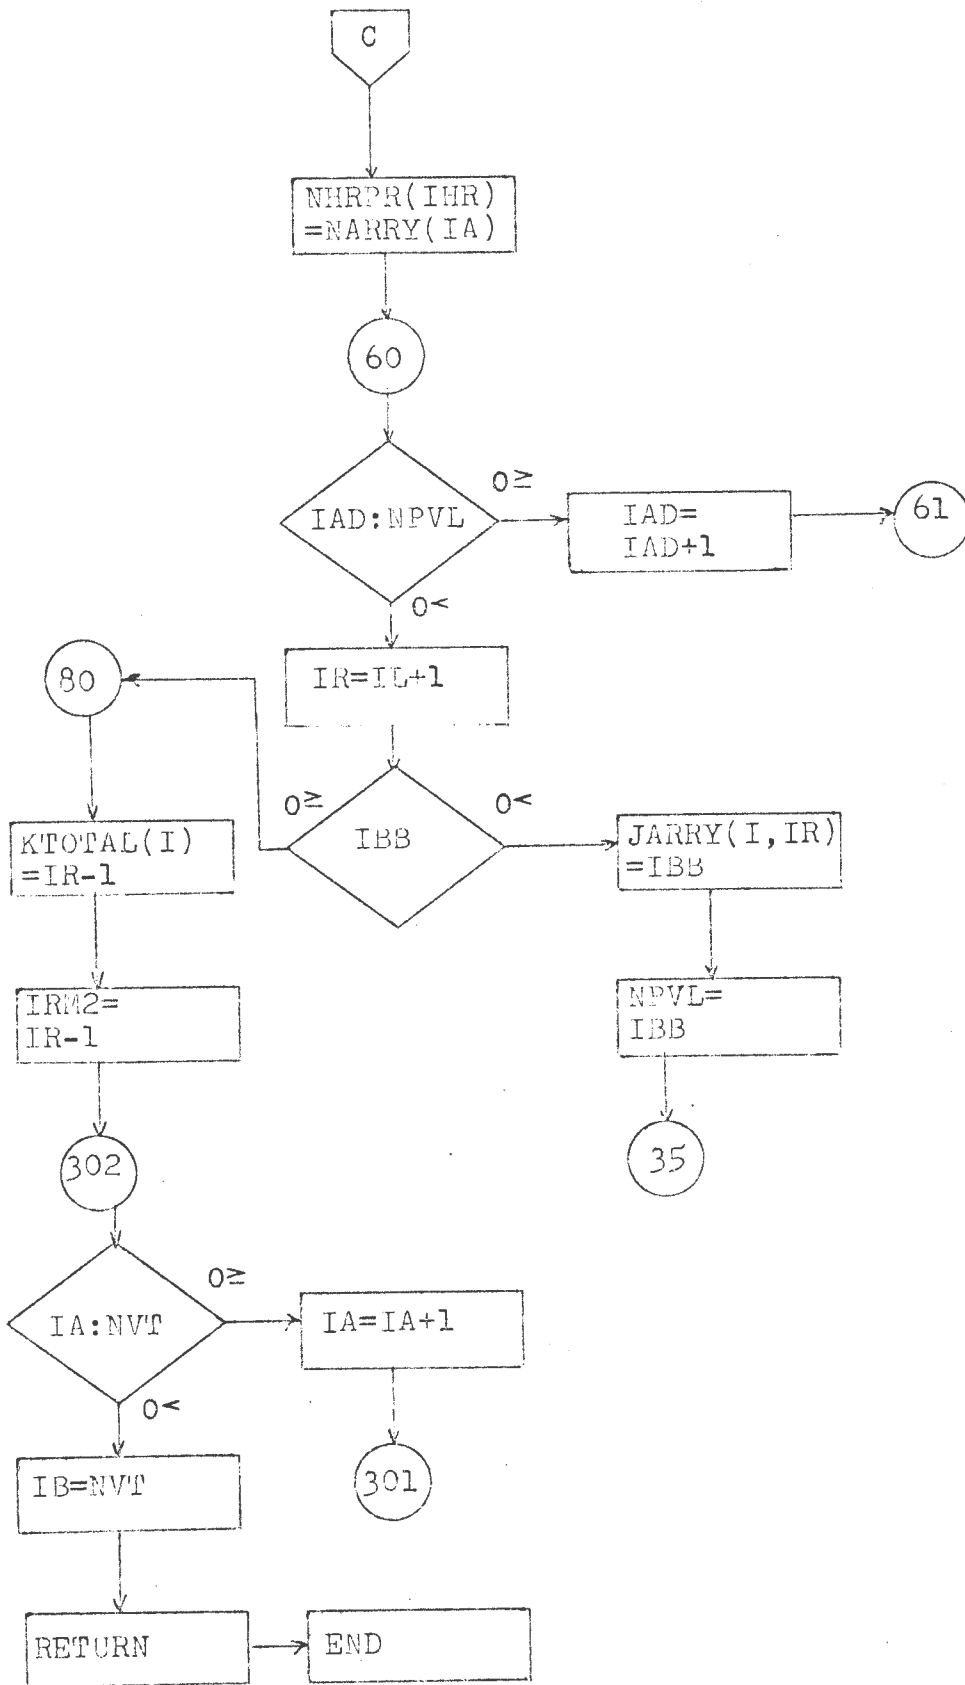 C
NHRPR(IHR)
=NARRY(IA)
60
IAD:NPVL
0≥
IAD=
IAD+1
61
0<
IR=IL+1
80
0≥
IBB
0<
JARRY(I,IR)
=IBB
KTOTAL(I)
=IR-1
NPVL=
IBB
IRM2=
IR-1
35
302
IA:NVT
0≥
IA=IA+1
0<
301
IB=NVT
RETURN
END